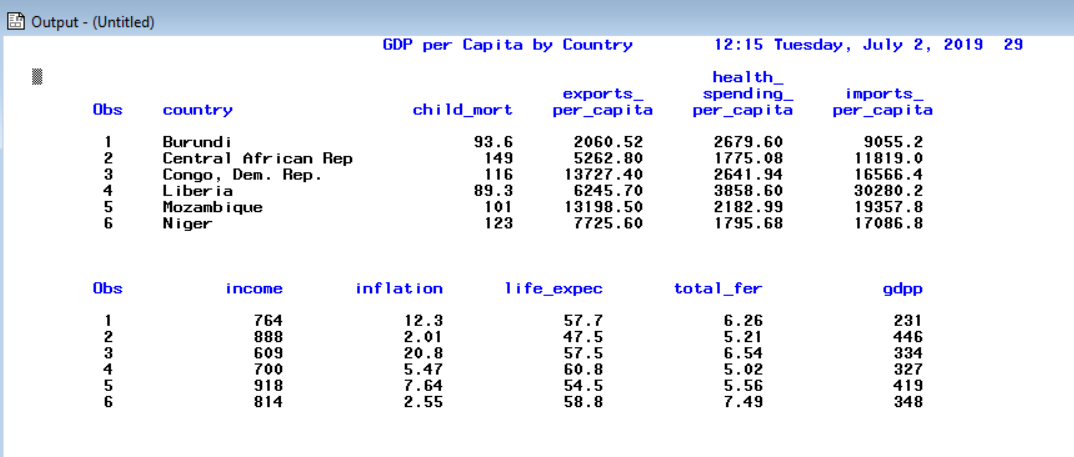 Output - (Untitled)
GDP per Capita by Country 12:15 Tuesday, July 2, 2019 29
health_
exports_ spending_ imports_
Obs country child_mort per_capita per_capita per_capita
1 Burundi 93.6 2060.52 2679.60 9055.2
2 Central African Rep 149 5262.80 1775.08 11819.0
3 Congo, Dem. Rep. 116 13727.40 2641.94 16566.4
4 Liberia 89.3 6245.70 3858.60 30280.2
5 Mozambique 101 13198.50 2182.99 19357.8
6 Niger 123 7725.60 1795.68 17086.8
Obs income inflation life_expec total_fer gdpp
1 764 12.3 57.7 6.26 231
2 888 2.01 47.5 5.21 446
3 609 20.8 57.5 6.54 334
4 700 5.47 60.8 5.02 327
5 918 7.64 54.5 5.56 419
6 814 2.55 58.8 7.49 348